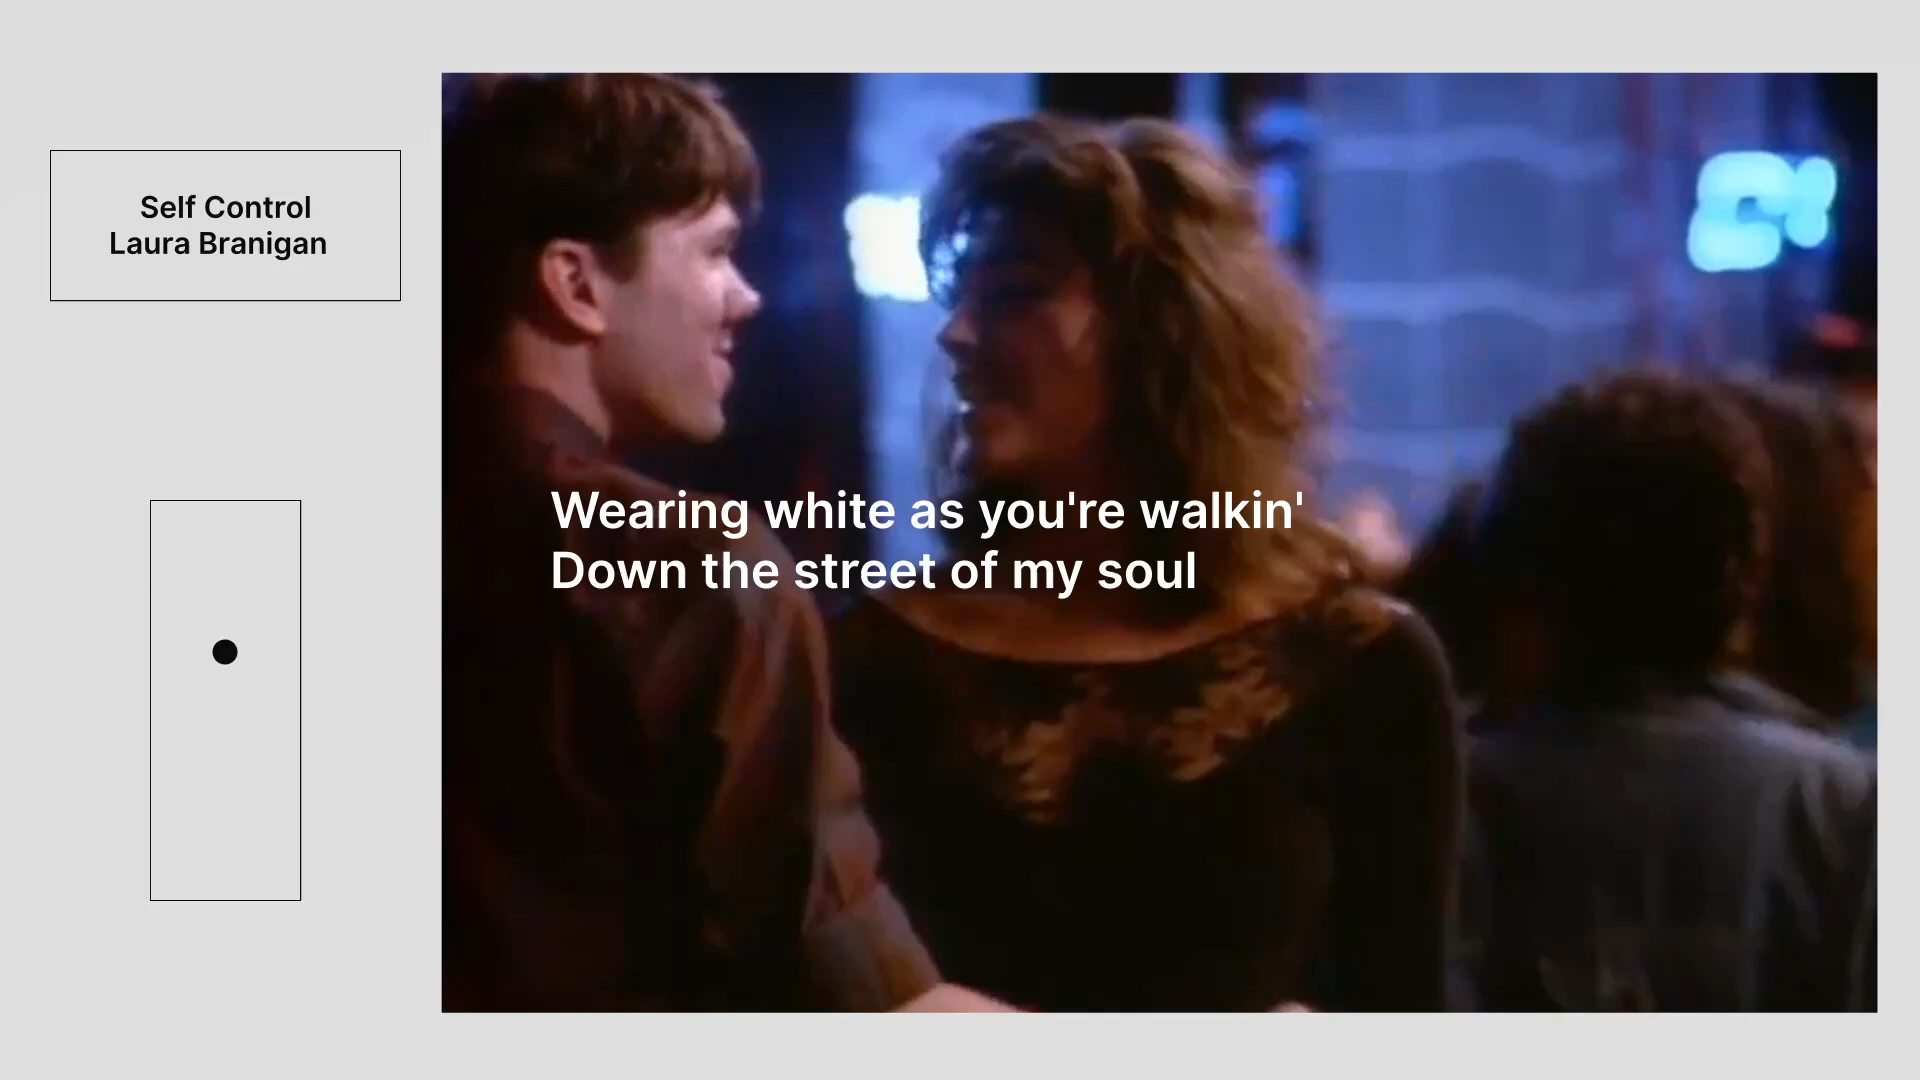 Self Control
Laura Branigan
Wearing white as you're walkin'
Down the street of my soul